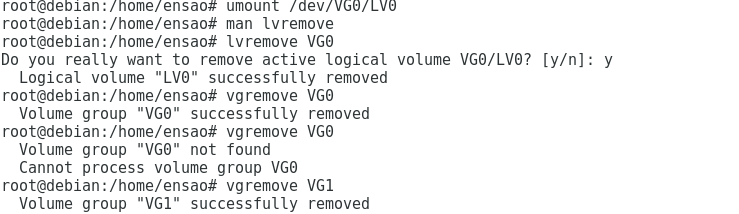 root@debian:/home/ensao# umount /dev/VG0/LV0
root@debian:/home/ensao# man lvremove
root@debian:/home/ensao# lvremove VG0
Do you really want to remove active logical volume VG0/LV0? [y/n]: y
  Logical volume "LV0" successfully removed
root@debian:/home/ensao# vgremove VG0
  Volume group "VG0" successfully removed
root@debian:/home/ensao# vgremove VG0
  Volume group "VG0" not found
  Cannot process volume group VG0
root@debian:/home/ensao# vgremove VG1
  Volume group "VG1" successfully removed